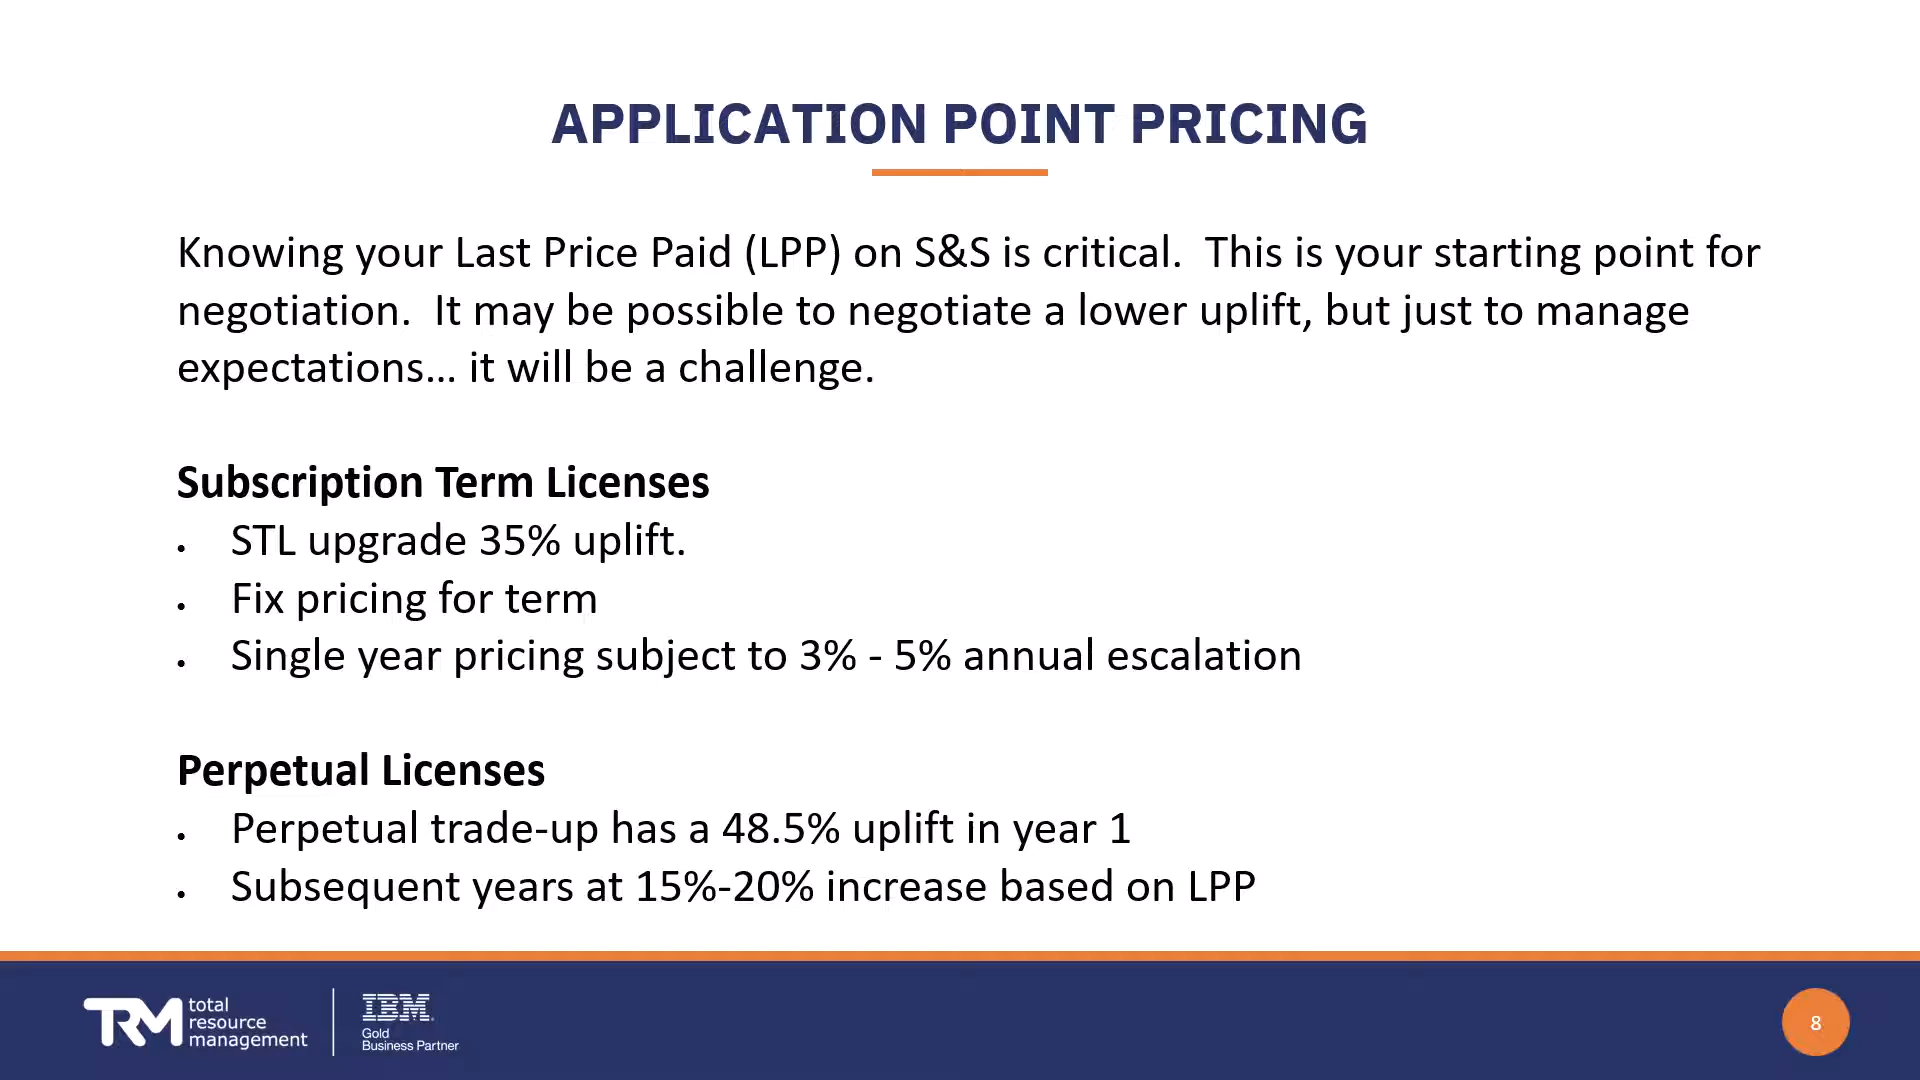 APPLICATION POINT PRICING
Knowing your Last Price Paid (LPP) on S&S is critical.  This is your starting point for
negotiation.  It may be possible to negotiate a lower uplift, but just to manage
expectations... it will be a challenge.
Subscription Term Licenses
• STL upgrade 35% uplift.
• Fix pricing for term
• Single year pricing subject to 3% - 5% annual escalation
Perpetual Licenses
• Perpetual trade-up has a 48.5% uplift in year 1
• Subsequent years at 15%-20% increase based on LPP
TRM
total
resource
management
IBM
Gold
Business Partner
8